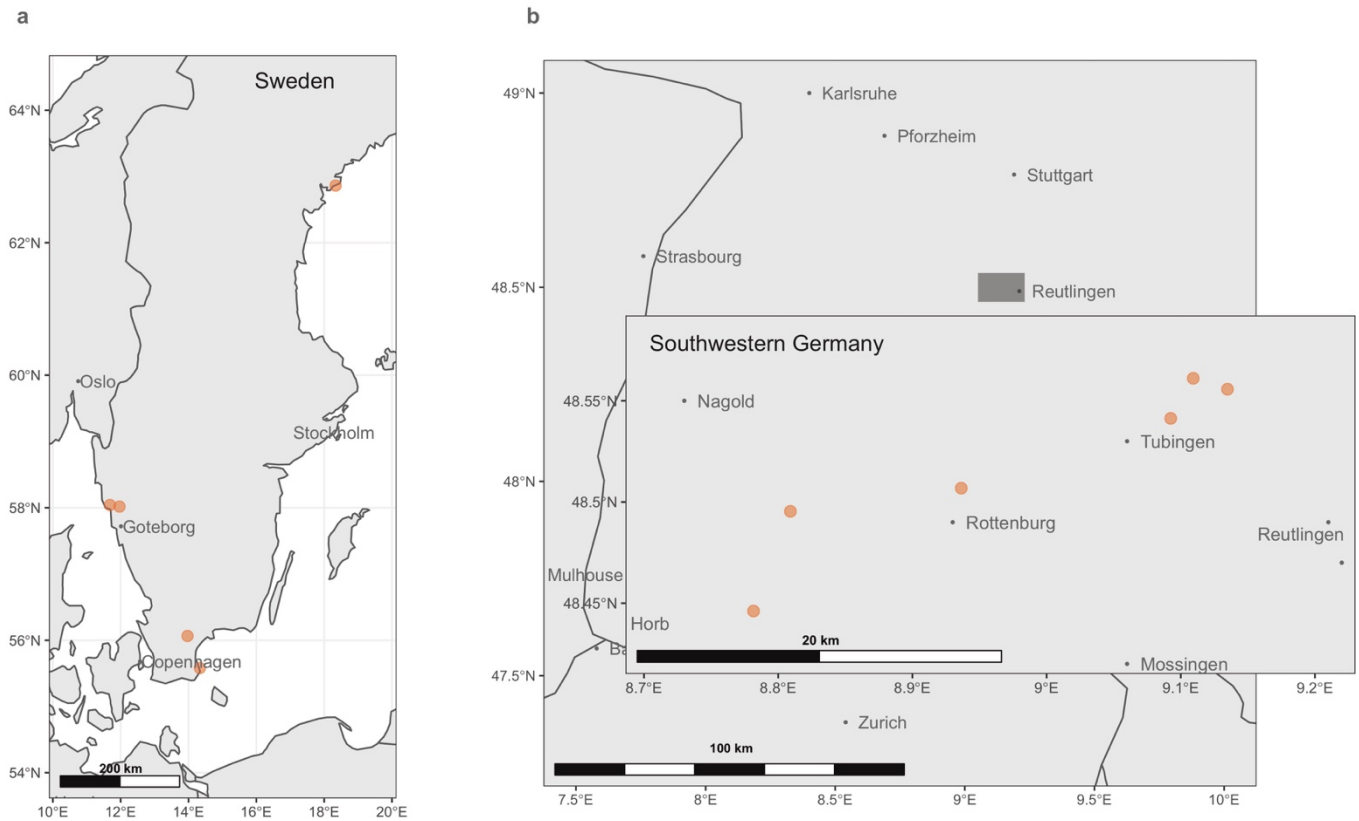 a
Sweden
64°N
62°N
60°N
58°N
56°N
54°N
Oslo
Stockholm
Goteborg
Copenhagen
200 km
10°E 12°E 14°E 16°E 18°E 20°E
b
49°N
48.5°N
48°N
47.5°N
Karlsruhe
Pforzheim
Stuttgart
Strasbourg
Reutlingen
Mulhouse
Ba
Zurich
100 km
7.5°E 8°E 8.5°E 9°E 9.5°E 10°E
Southwestern Germany
48.55°N
48.5°N
48.45°N
Nagold
Tubingen
Rottenburg
Reutlingen
Horb
Mossingen
20 km
8.7°E 8.8°E 8.9°E 9°E 9.1°E 9.2°E